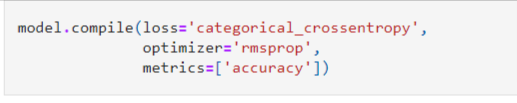 model.compile(loss='categorical_crossentropy',
              optimizer='rmsprop',
              metrics=['accuracy'])